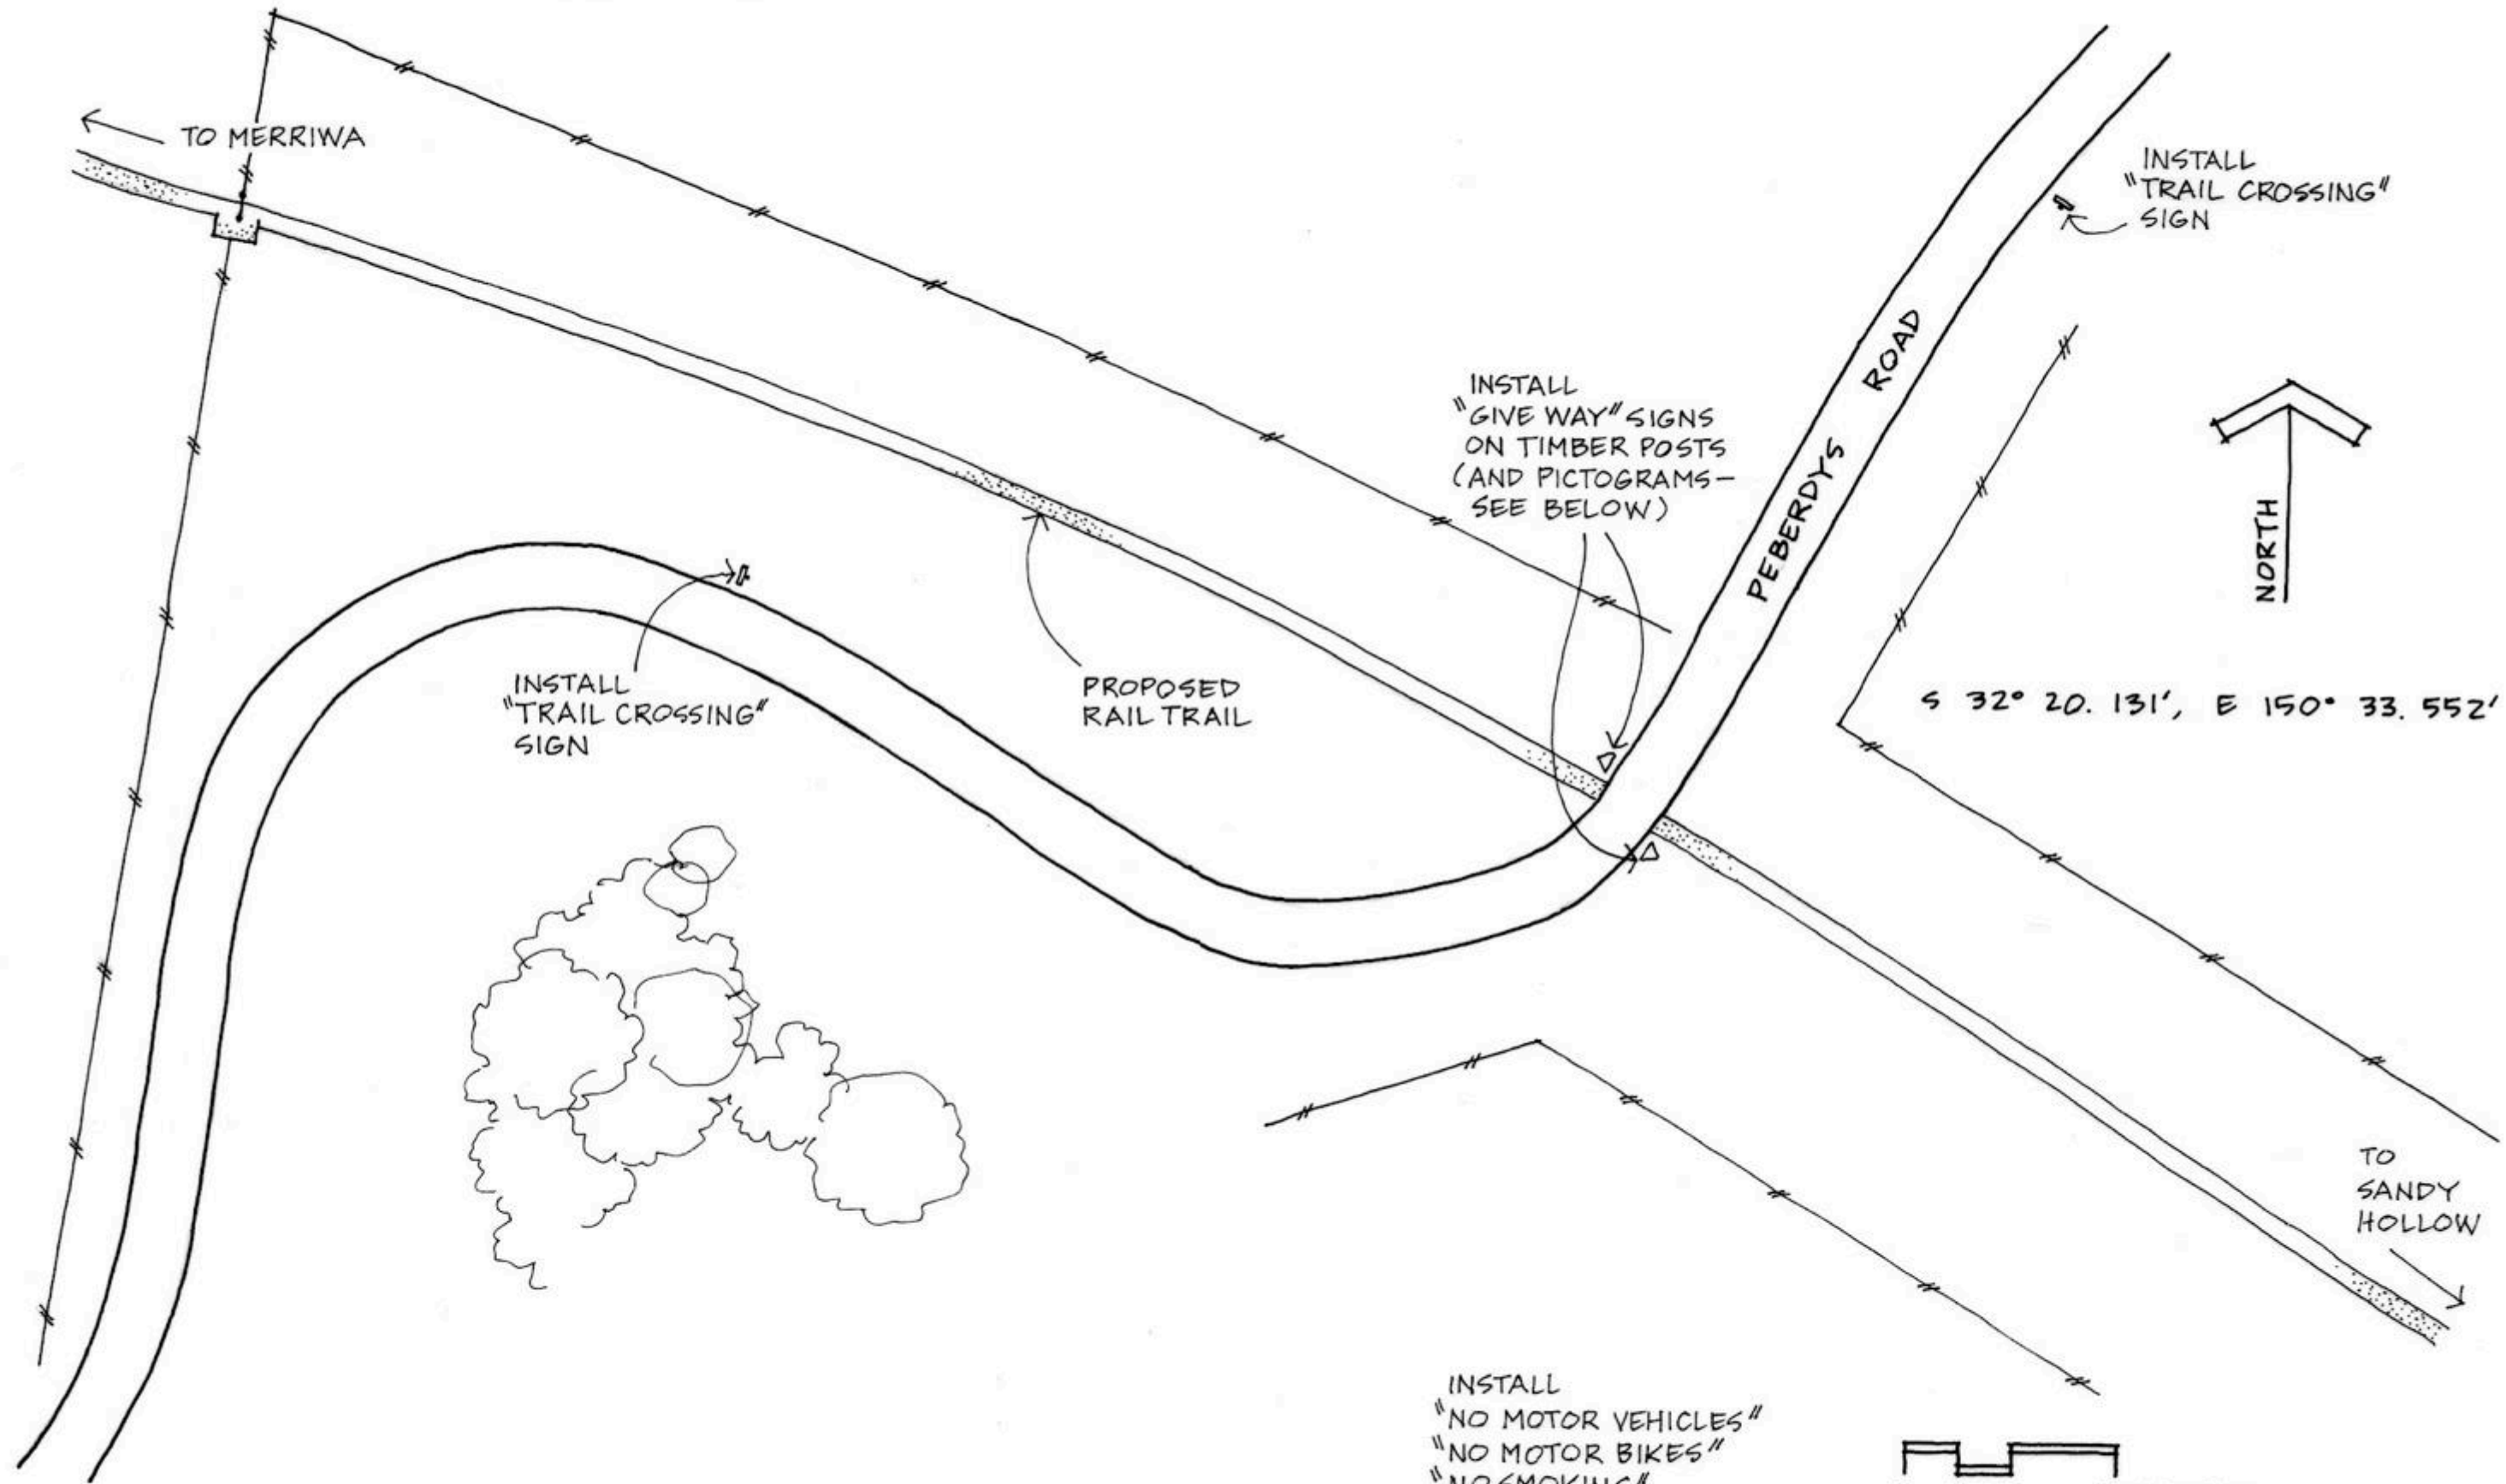 TO MERRIWA
INSTALL
"TRAIL CROSSING"
SIGN
INSTALL
"GIVE WAY" SIGNS
ON TIMBER POSTS
(AND PICTOGRAMS-
SEE BELOW)
PEBERDYS ROAD
NORTH
INSTALL
"TRAIL CROSSING"
SIGN
PROPOSED
RAIL TRAIL
S 32° 20. 131', E 150° 33. 552'
TO
SANDY
HOLLOW
INSTALL
"NO MOTOR VEHICLES"
"NO MOTOR BIKES"
"NO SMOKING"